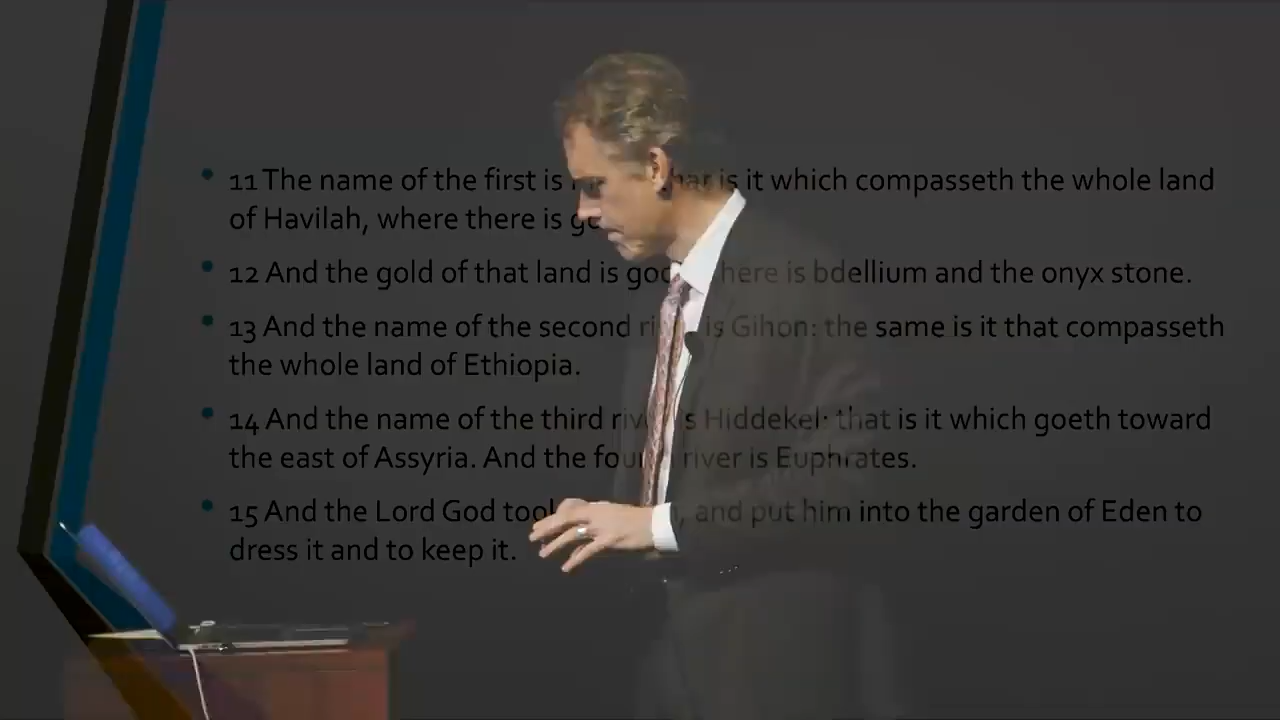 11 The name of the first is is it which compasseth the whole land
of Havilah, where there is
12 And the gold of that land is here is bdellium and the onyx stone.
13 And the name of the second river is Gihon: the same is it that compasseth
the whole land of Ethiopia.
14 And the name of the third river is Hiddekel: that is it which goeth toward
the east of Assyria. And the fourth river is Euphrates.
15 And the Lord God and put him into the garden of Eden to
dress it and to keep it.